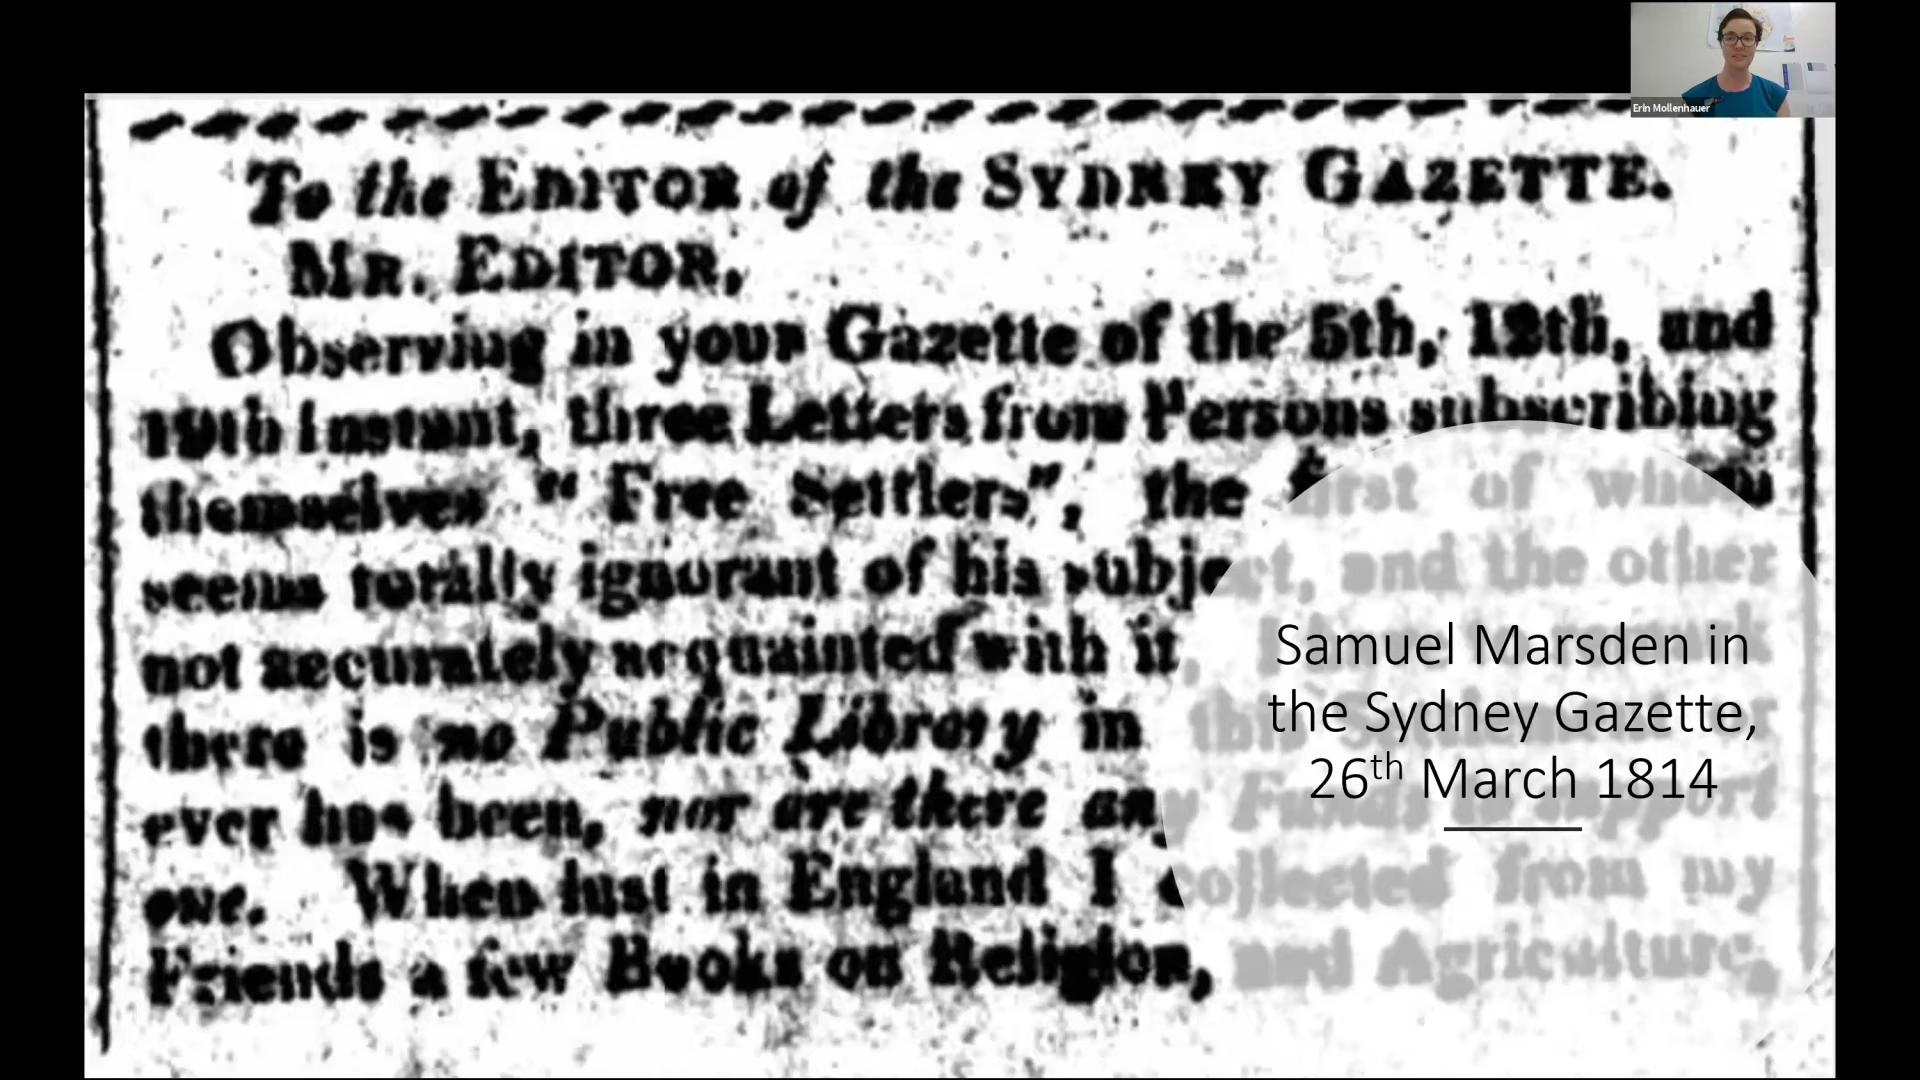 Erin Mollenhauer
To the EDITOR of the SYDNEY GAZETTE.
MR. EDITOR,
Observing in your Gazette of the 5th, 12th, and
19th instant, three Letters from Persons subscribing
themselves “ Free Settlers”, the first of whom
seems totally ignorant of his subject, and the other
not accurately acquainted with it,
there is no Public Library in this
ever has been, nor are there any Funds to support
one. When last in England I collected from my
Friends a few Books on Religion, and Agriculture,
Samuel Marsden in
the Sydney Gazette,
26th March 1814